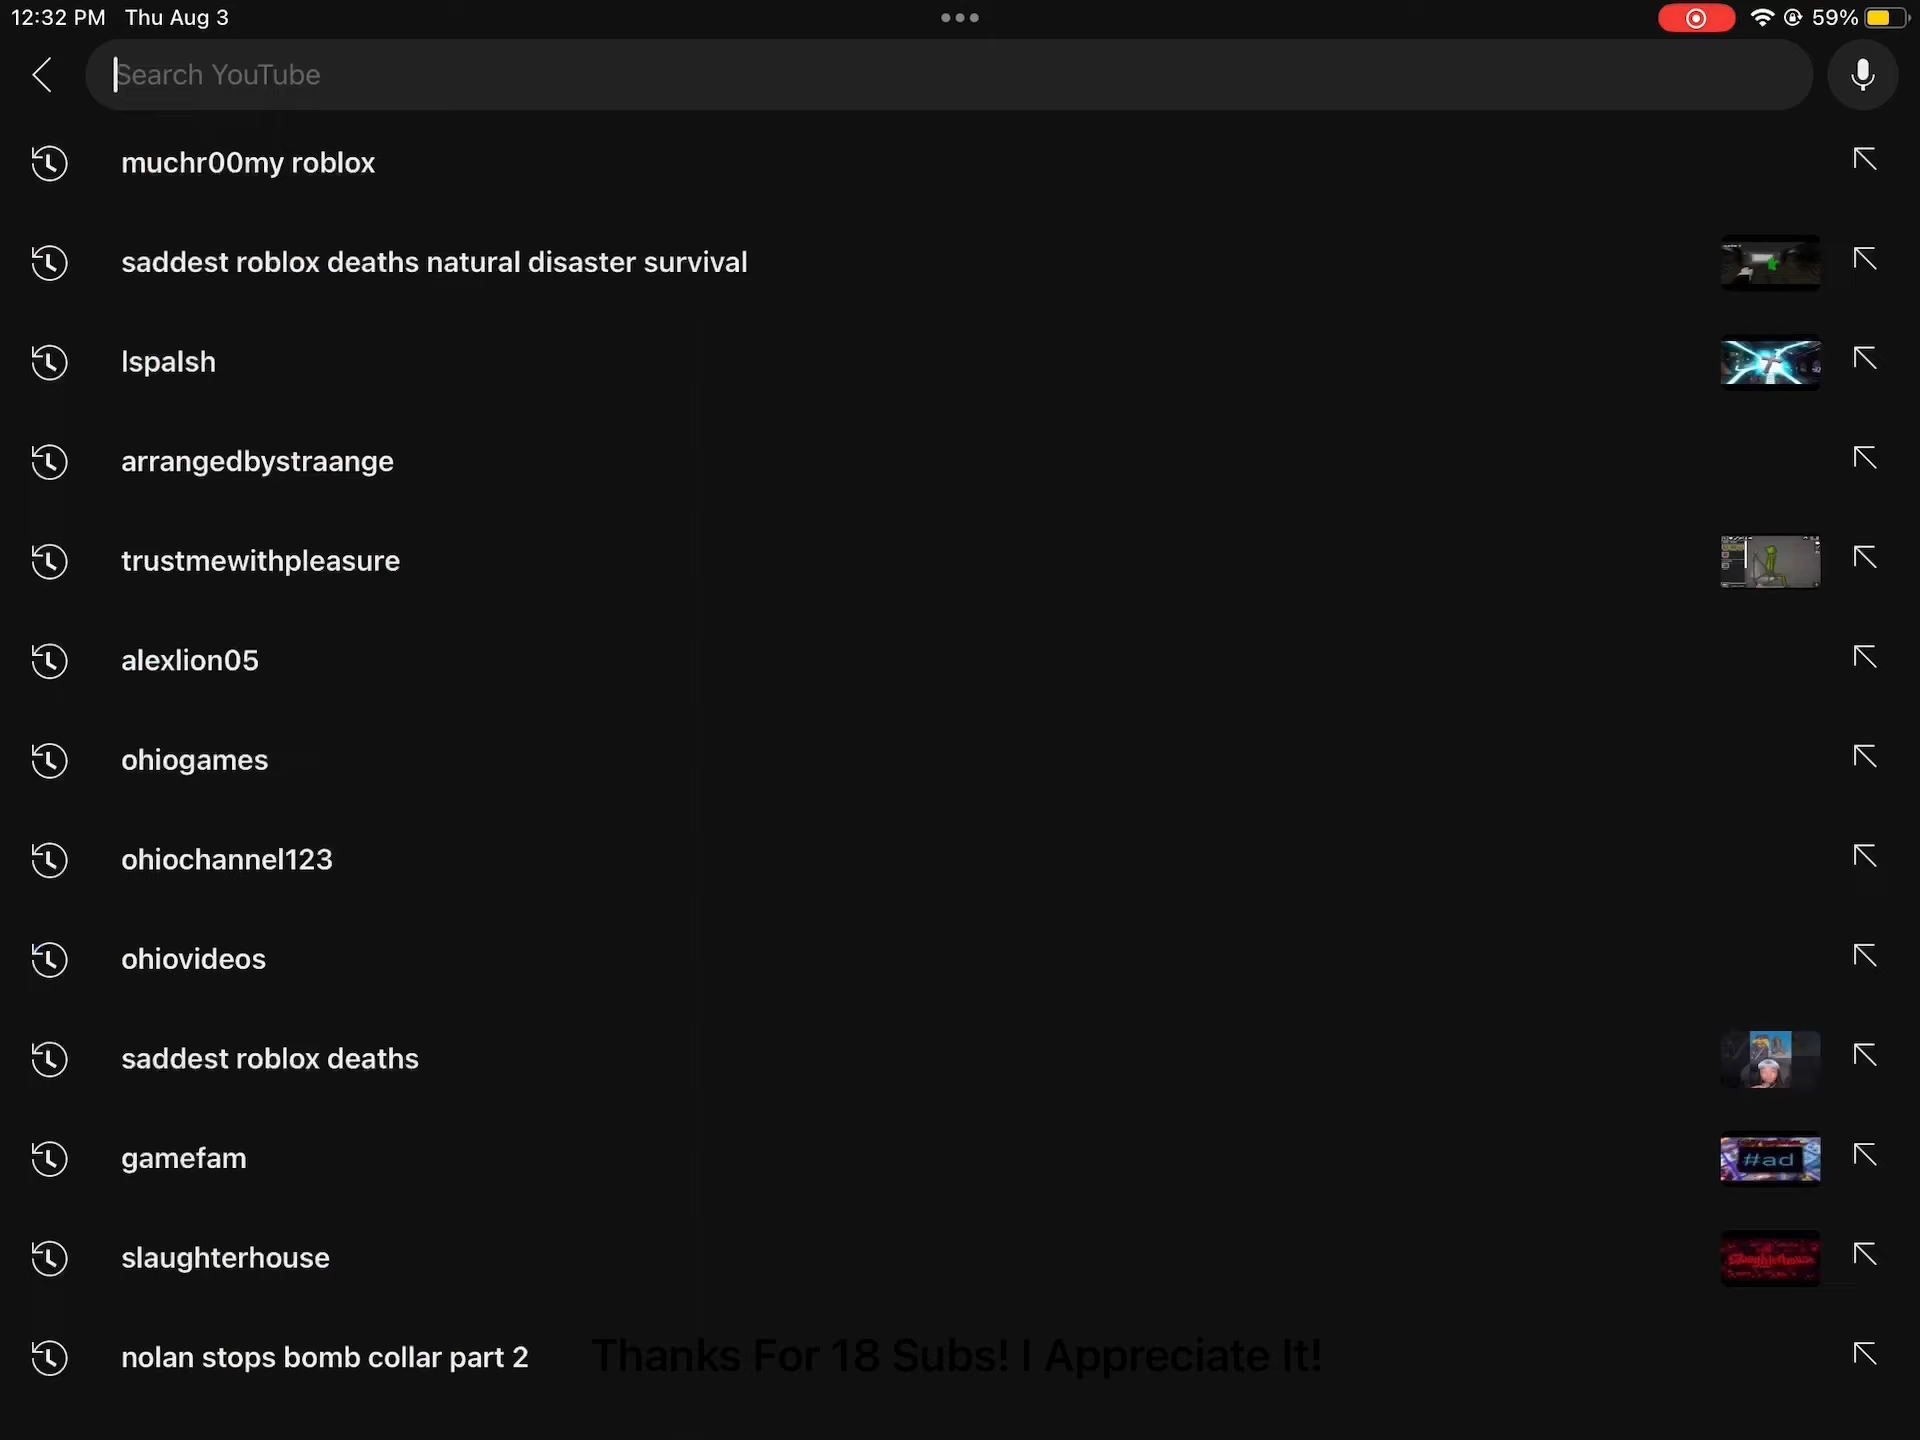 12:32 PM Thu Aug 3
59%
Search YouTube
muchr00my roblox
saddest roblox deaths natural disaster survival
lspalsh
arrangedbystraange
trustmewithpleasure
alexlion05
ohiogames
ohiochannel123
ohiovideos
saddest roblox deaths
gamefam
#ad
slaughterhouse
Slaughterhouse
nolan stops bomb collar part 2
Thanks For 18 Subs! I Appreciate It!